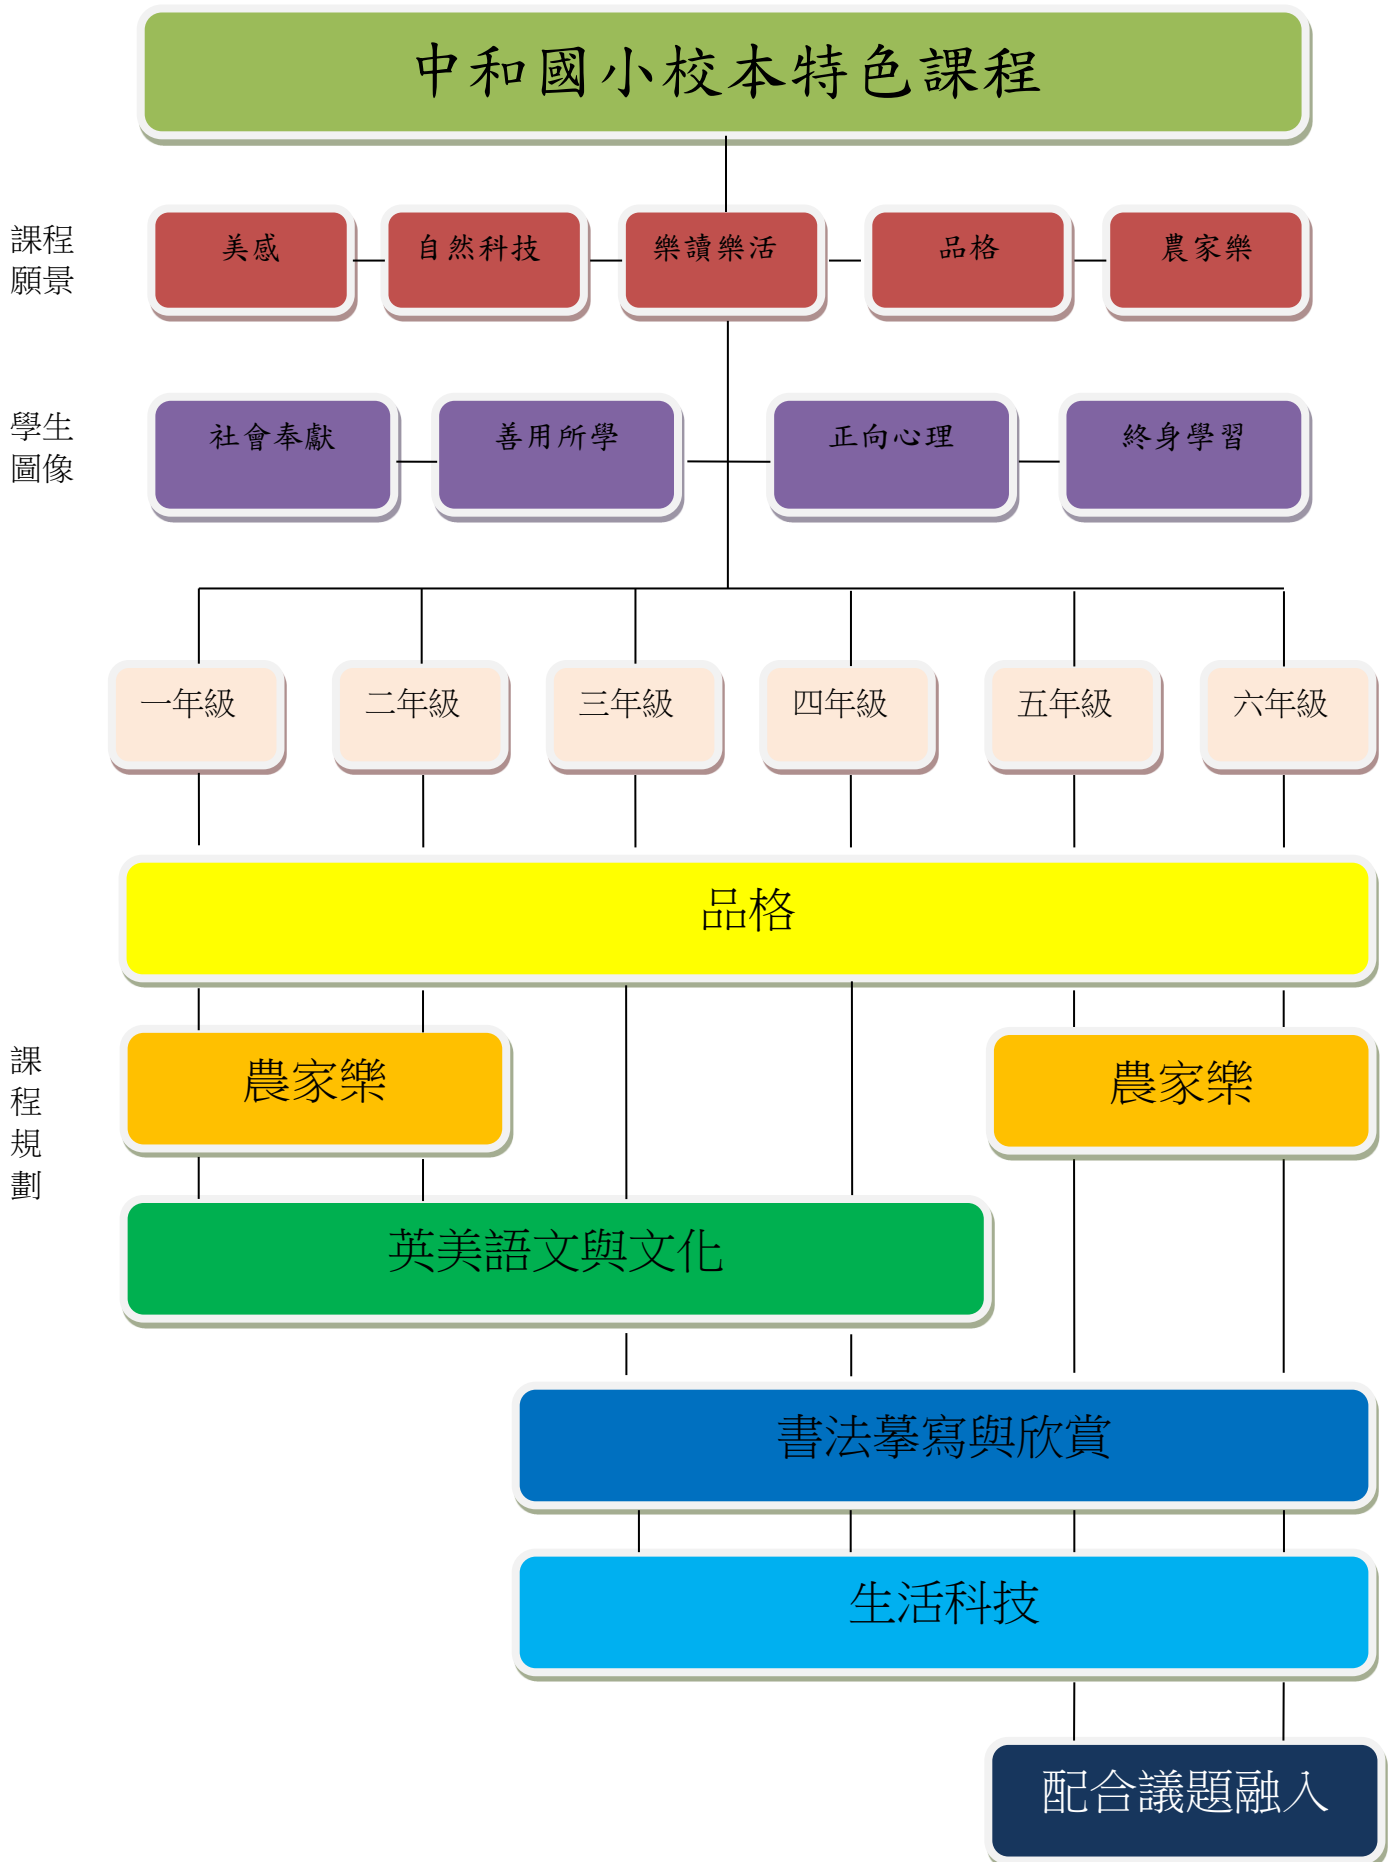 中和國小校本特色課程
課程
願景
美感
自然科技
樂讀樂活
品格
農家樂
學生
圖像
社會奉獻
善用所學
正向心理
終身學習
一年級
二年級
三年級
四年級
五年級
六年級
品格
課
程
規
劃
農家樂
農家樂
英美語文與文化
書法摹寫與欣賞
生活科技
配合議題融入